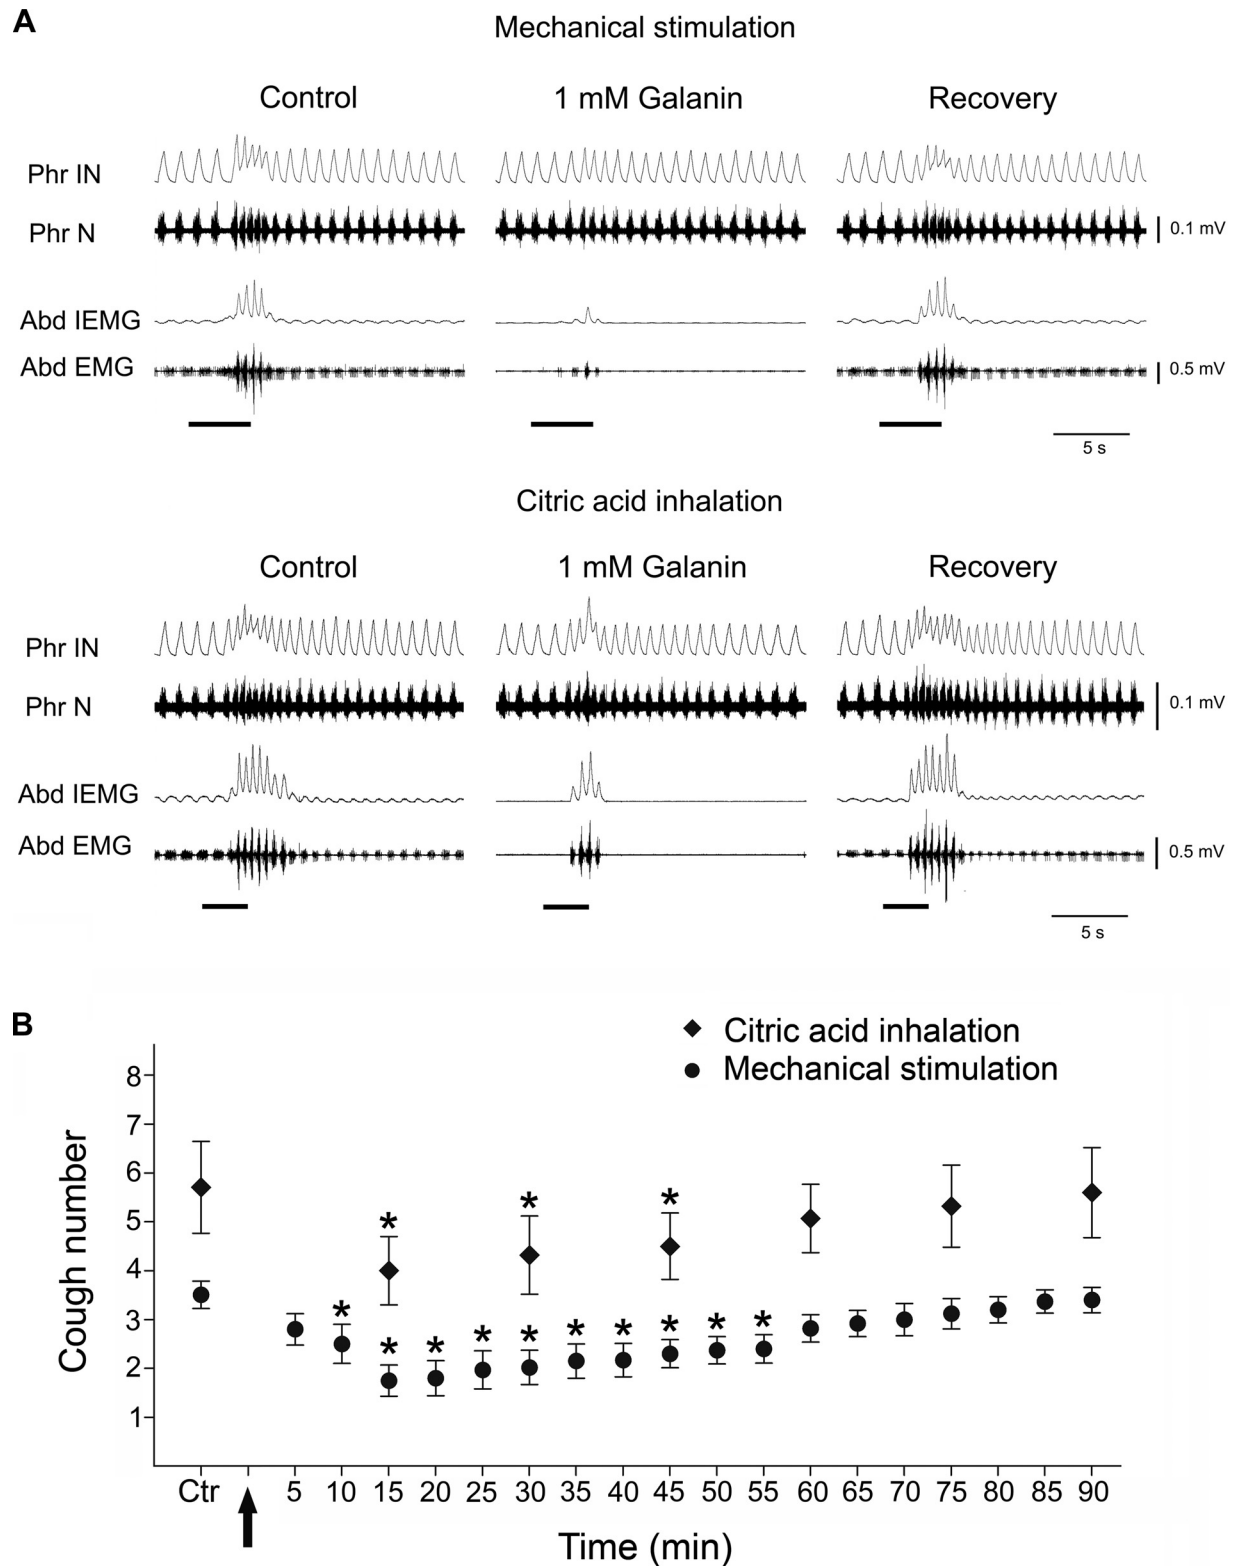 A
Mechanical stimulation
Control 1 mM Galanin Recovery
Phr IN
Phr N 0.1 mV
Abd IEMG
Abd EMG 0.5 mV
5 s
Citric acid inhalation
Control 1 mM Galanin Recovery
Phr IN
Phr N 0.1 mV
Abd IEMG
Abd EMG 0.5 mV
5 s
B
Citric acid inhalation
Mechanical stimulation
Cough number
8
7
6
5
4
3
2
1
* * *
* * * * * * * * * *
Ctr 5 10 15 20 25 30 35 40 45 50 55 60 65 70 75 80 85 90
Time (min)